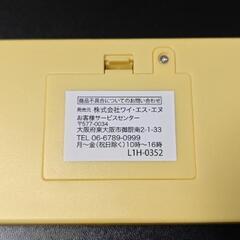 商品不具合についてのお問い合わせ
発売元 株式会社ワイ・エス・エヌ
お客様サービスセンター
〒577-0034
大阪府東大阪市御厨南2-1-33
TEL 06-6789-0999
月〜金(祝日除く)10時〜16時
L1H-0352